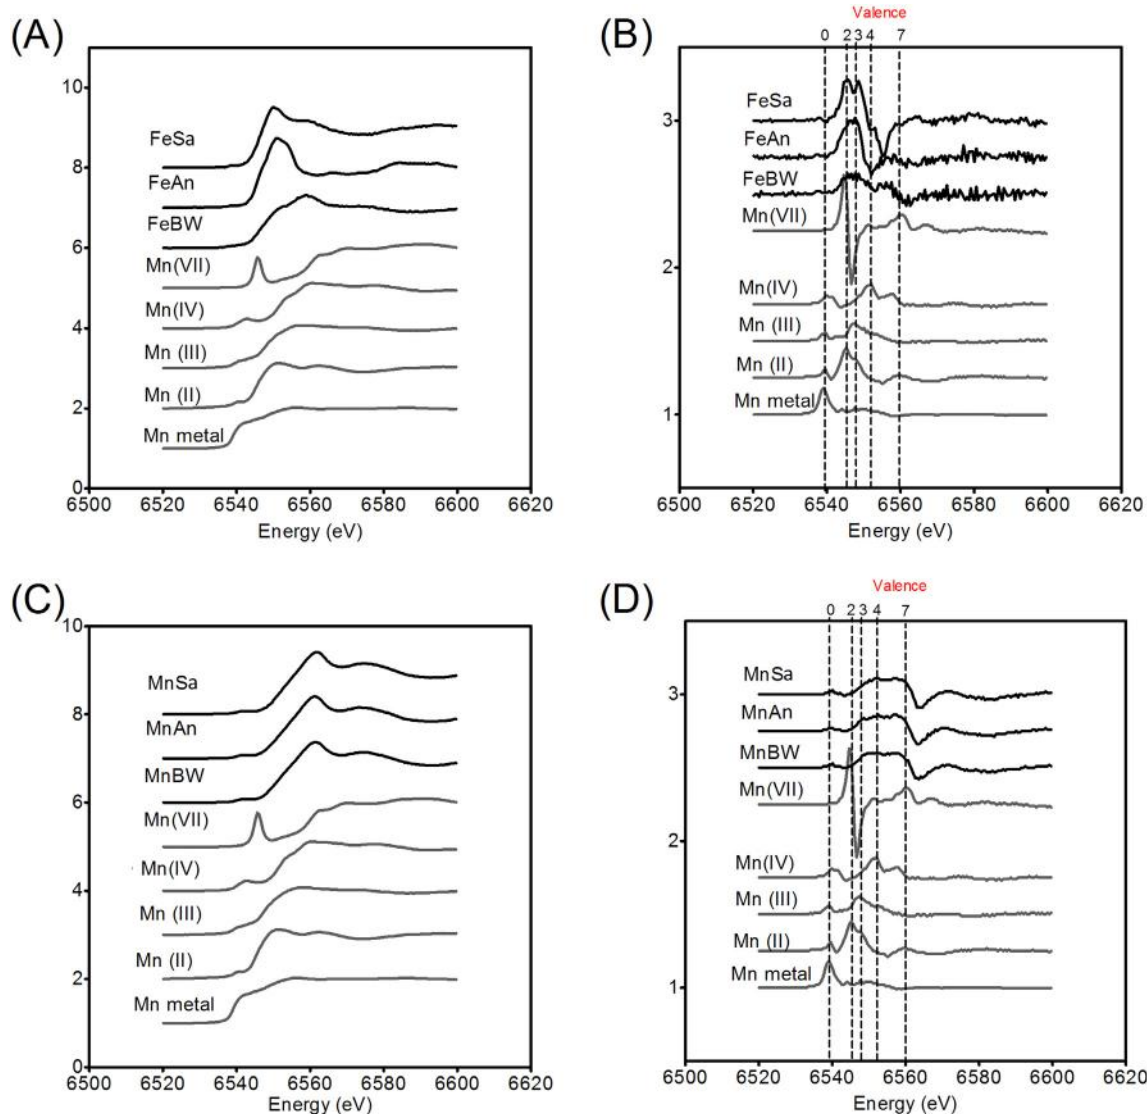 (A)
10
8
6
4
2
0
FeSa
FeAn
FeBW
Mn(VII)
Mn(IV)
Mn (III)
Mn (II)
Mn metal
6500 6520 6540 6560 6580 6600 6620
Energy (eV)
(B)
Valence
0 2 3 4 7
3
2
1
FeSa
FeAn
FeBW
Mn(VII)
Mn(IV)
Mn (III)
Mn (II)
Mn metal
6500 6520 6540 6560 6580 6600 6620
Energy (eV)
(C)
10
8
6
4
2
0
MnSa
MnAn
MnBW
Mn(VII)
Mn(IV)
Mn (III)
Mn (II)
Mn metal
6500 6520 6540 6560 6580 6600 6620
Energy (eV)
(D)
Valence
0 2 3 4 7
3
2
1
MnSa
MnAn
MnBW
Mn(VII)
Mn(IV)
Mn (III)
Mn (II)
Mn metal
6500 6520 6540 6560 6580 6600 6620
Energy (eV)